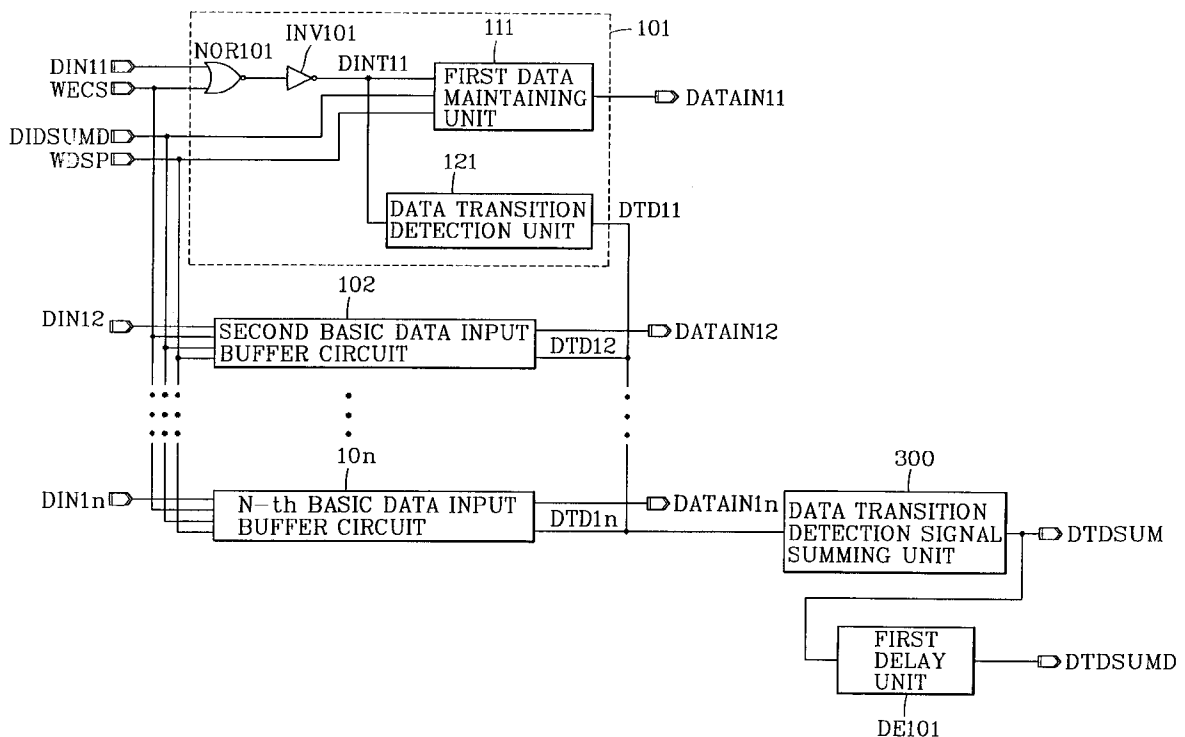 INV101
NOR101
111
101
DIN11
WECS
DIDSUMD
WDSP
DINT11
FIRST DATA
MAINTAINING
UNIT
DATAIN11
121
DATA TRANSITION
DETECTION UNIT
DTD11
102
DIN12
SECOND BASIC DATA INPUT
BUFFER CIRCUIT
DATAIN12
DTD12
10n
DIN1n
N-th BASIC DATA INPUT
BUFFER CIRCUIT
DATAIN1n
DTD1n
300
DATA TRANSITION
DETECTION SIGNAL
SUMMING UNIT
DTDSUM
FIRST
DELAY
UNIT
DTDSUMD
DE101